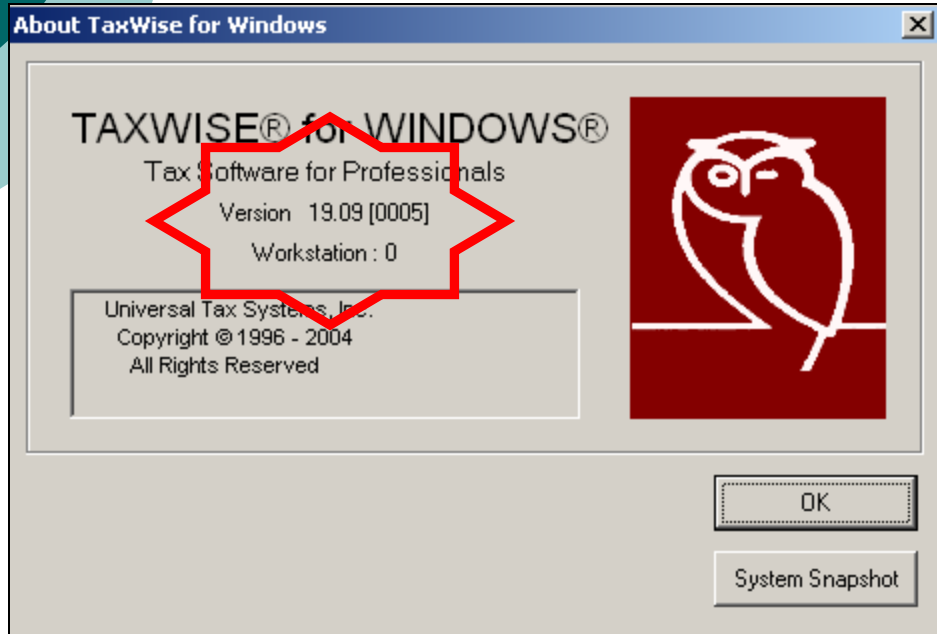 About TaxWise for Windows
TAXWISE® for WINDOWS®
Tax Software for Professionals
Version 19.09 [0005]
Workstation : 0
Universal Tax Systems, Inc.
Copyright © 1996 - 2004
All Rights Reserved
OK
System Snapshot